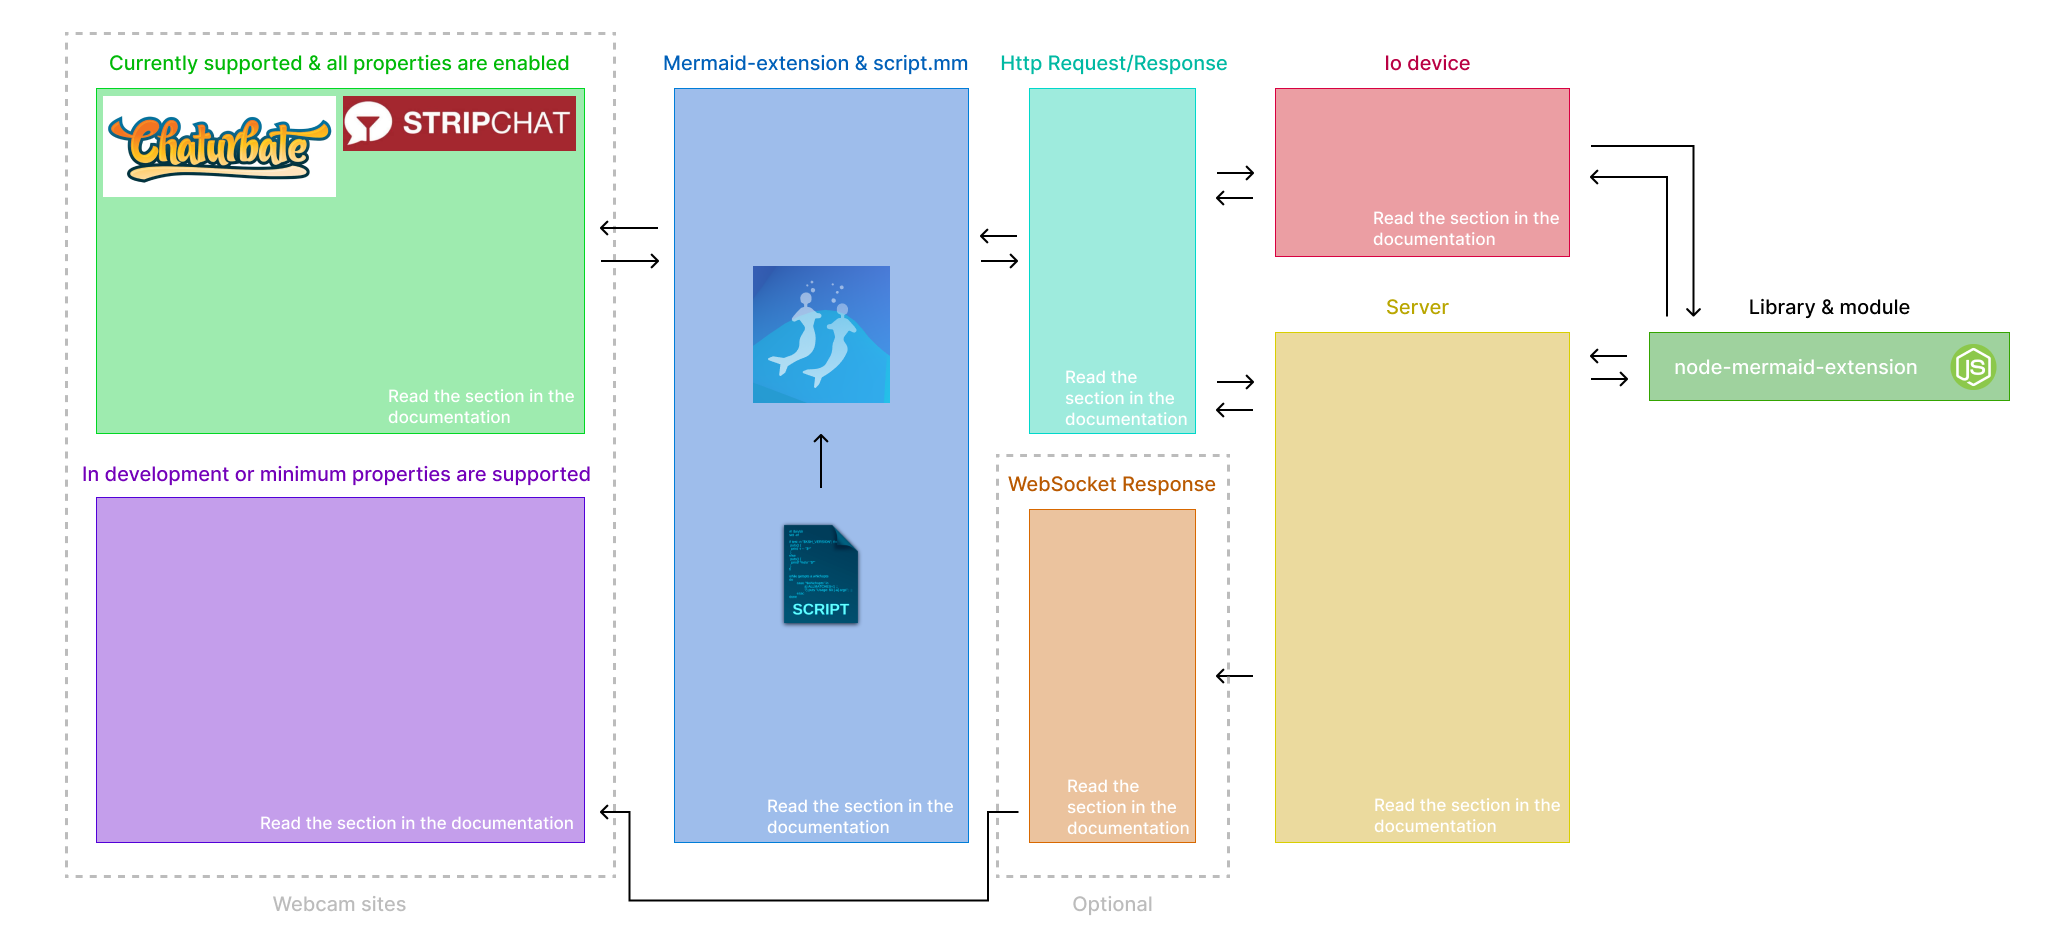 Currently supported & all properties are enabled
Chaturbate
STRIPCHAT
Read the section in the
documentation
In development or minimum properties are supported
Read the section in the documentation
Webcam sites
Mermaid-extension & script.mm
SCRIPT
Read the section in the
documentation
Http Request/Response
Read the
section in the
documentation
WebSocket Response
Read the
section in the
documentation
Optional
Io device
Read the section in the
documentation
Server
Read the section in the
documentation
Library & module
node-mermaid-extension
JS